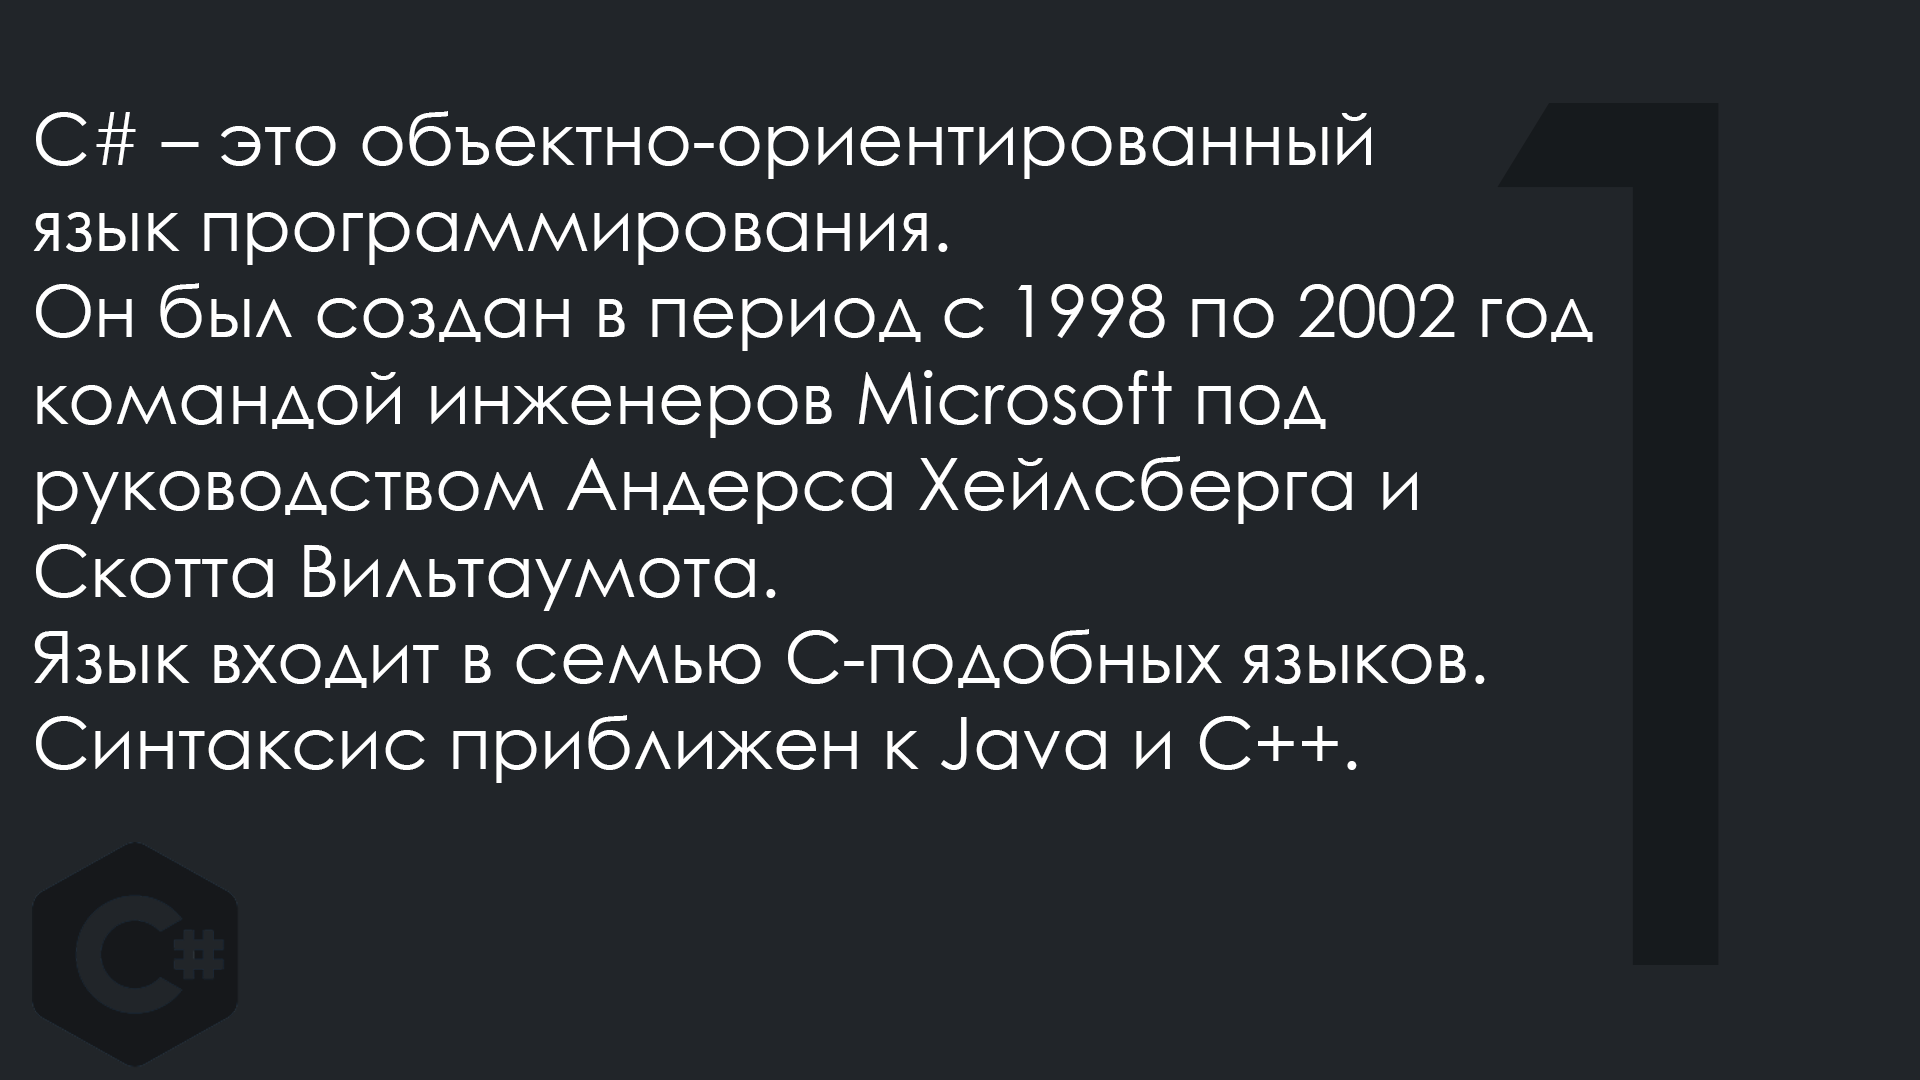 C# – это объектно-ориентированный
язык программирования.
Он был создан в период с 1998 по 2002 год
командой инженеров Microsoft под
руководством Андерса Хейлсберга и
Скотта Вильтаумота.
Язык входит в семью C-подобных языков.
Синтаксис приближен к Java и C++.
1
C#